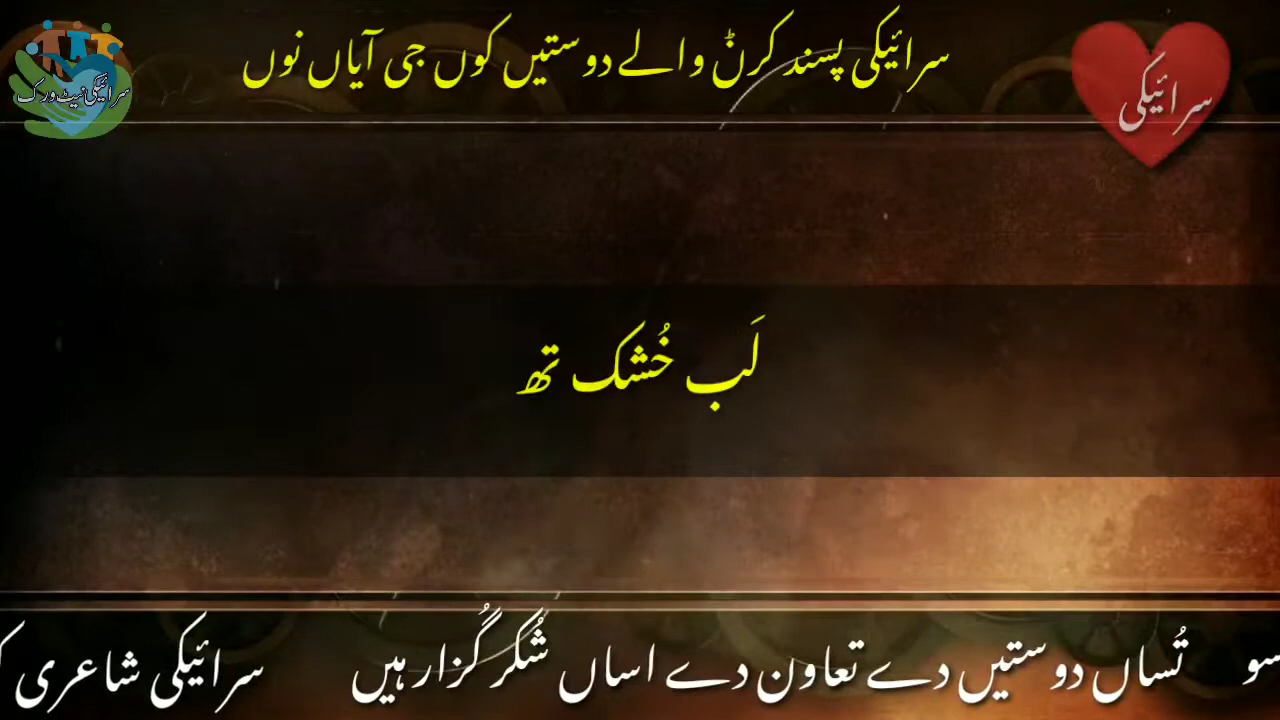 سرائیکی پسند کرݨ والے دوستیں کوں جی آیاں نوں
سرائیکی
سرائیکی نیٹ ورک
لَب خُشک تھ
تُساں دوستیں دے تعاون دے اساں شُکر گُزار ہیں سرائیکی شاعری